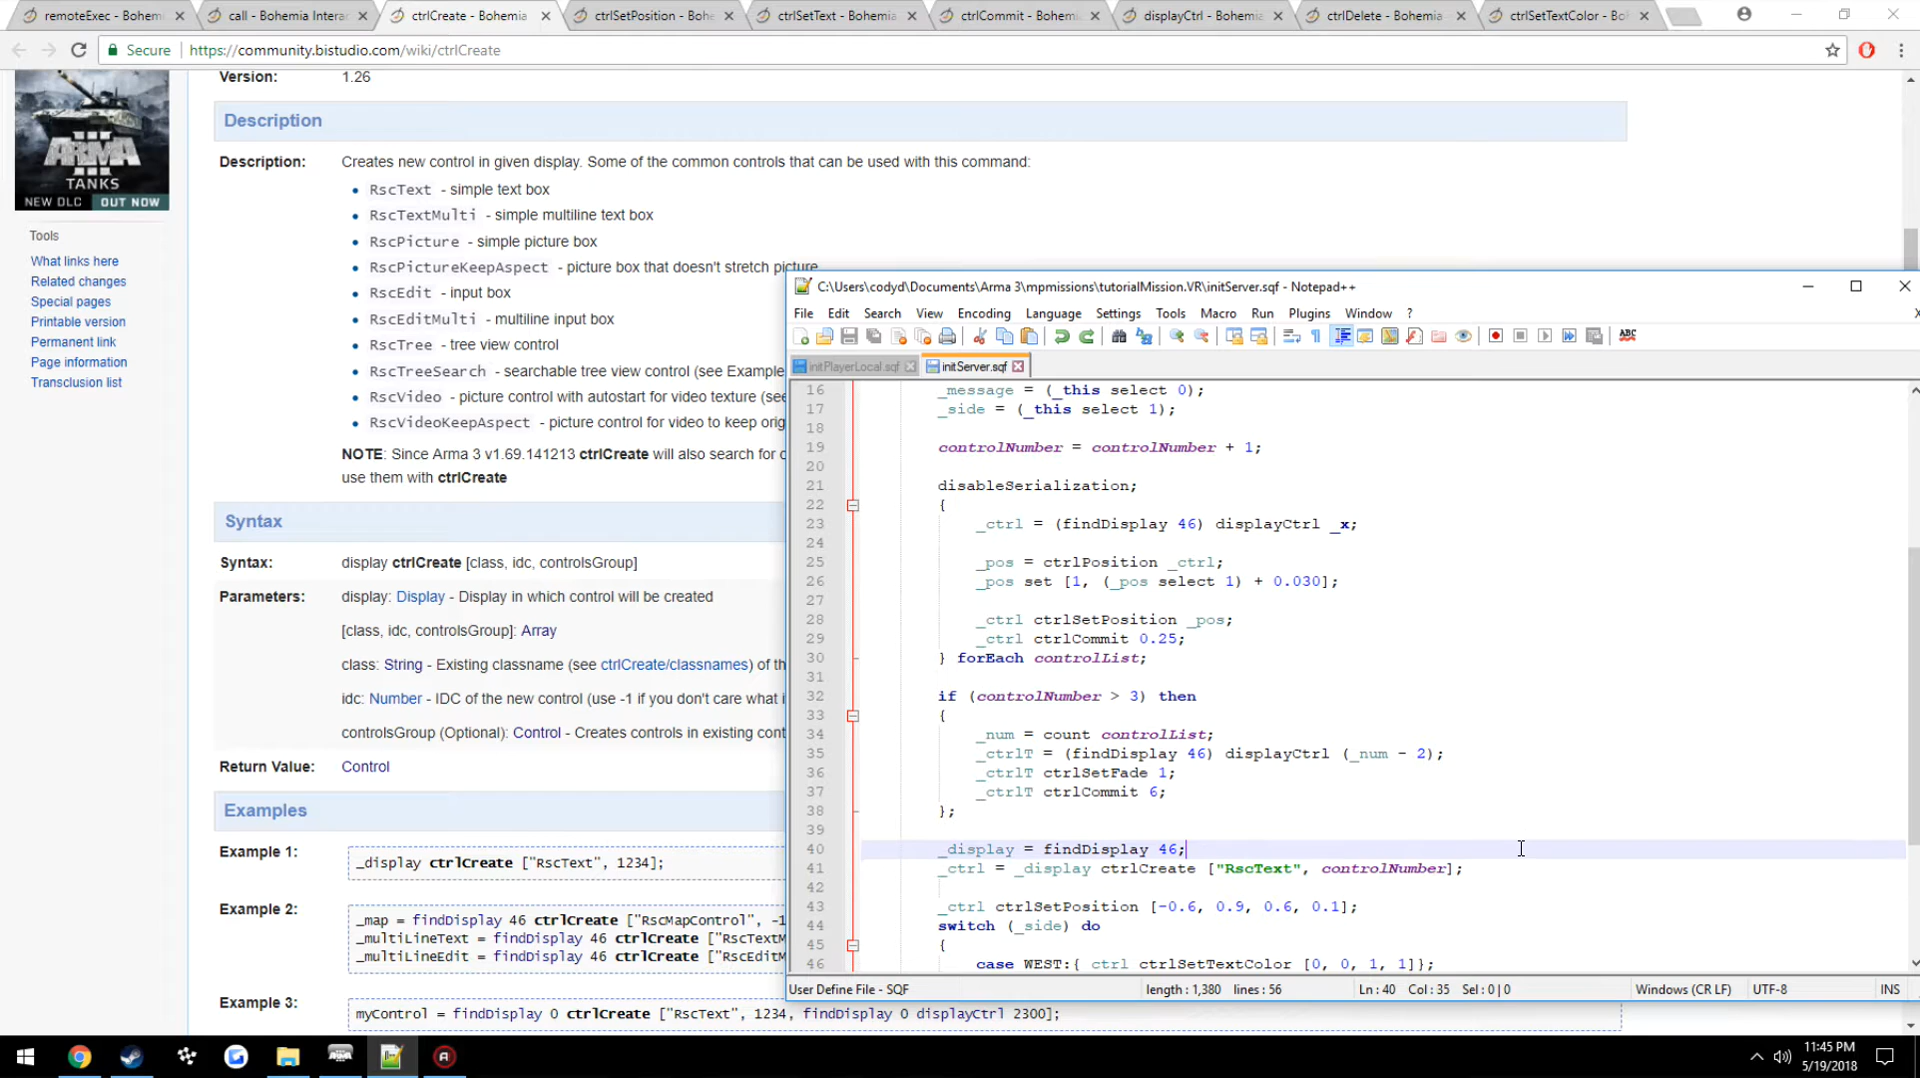 remoteExec - Bohemi
call - Bohemia Interac
ctrlCreate - Bohemia
ctrlSetPosition - Boh
ctrlSetText - Bohemia
ctrlCommit - Bohemi
displayCtrl - Bohemi
ctrlDelete - Bohemia
ctrlSetTextColor - Bo
Secure
https://community.bistudio.com/wiki/ctrlCreate
ARMA
III
TANKS
NEW DLC OUT NOW
Tools
What links here
Related changes
Special pages
Printable version
Permanent link
Page information
Transclusion list
Version: 1.26
Description
Description: Creates new control in given display. Some of the common controls that can be used with this command:
RscText - simple text box
RscTextMulti - simple multiline text box
RscPicture - simple picture box
RscPictureKeepAspect - picture box that doesn't stretch picture
RscEdit - input box
RscEditMulti - multiline input box
RscTree - tree view control
RscTreeSearch - searchable tree view control (see Example
RscVideo - picture control with autostart for video texture (see
RscVideoKeepAspect - picture control for video to keep orig
NOTE: Since Arma 3 v1.69.141213 ctrlCreate will also search for c
use them with ctrlCreate
Syntax
Syntax: display ctrlCreate [class, idc, controlsGroup]
Parameters: display: Display - Display in which control will be created
[class, idc, controlsGroup]: Array
class: String - Existing classname (see ctrlCreate/classnames) of th
idc: Number - IDC of the new control (use -1 if you don't care what i
controlsGroup (Optional): Control - Creates controls in existing cont
Return Value: Control
Examples
Example 1: _display ctrlCreate ["RscText", 1234];
Example 2: _map = findDisplay 46 ctrlCreate ["RscMapControl", -1
_multiLineText = findDisplay 46 ctrlCreate ["RscTextM
_multiLineEdit = findDisplay 46 ctrlCreate ["RscEditM
Example 3: myControl = findDisplay 0 ctrlCreate ["RscText", 1234, findDisplay 0 displayCtrl 2300];
C:\Users\codyd\Documents\Arma 3\mpmissions\tutorialMission.VR\initServer.sqf - Notepad++
File Edit Search View Encoding Language Settings Tools Macro Run Plugins Window ?
ABC
initPlayerLocal.sqf
initServer.sqf
16 _message = (_this select 0);
17 _side = (_this select 1);
18
19 controlNumber = controlNumber + 1;
20
21 disableSerialization;
22 {
23 _ctrl = (findDisplay 46) displayCtrl _x;
24
25 _pos = ctrlPosition _ctrl;
26 _pos set [1, (_pos select 1) + 0.030];
27
28 _ctrl ctrlSetPosition _pos;
29 _ctrl ctrlCommit 0.25;
30 } forEach controlList;
31
32 if (controlNumber > 3) then
33 {
34 _num = count controlList;
35 _ctrlT = (findDisplay 46) displayCtrl (_num - 2);
36 _ctrlT ctrlSetFade 1;
37 _ctrlT ctrlCommit 6;
38 };
39
40 _display = findDisplay 46;
41 _ctrl = _display ctrlCreate ["RscText", controlNumber];
42
43 _ctrl ctrlSetPosition [-0.6, 0.9, 0.6, 0.1];
44 switch (_side) do
45 {
46 case WEST:{ ctrl ctrlSetTextColor [0, 0, 1, 1]};
User Define File - SQF
length : 1,380 lines : 56
Ln : 40 Col : 35 Sel : 0 | 0
Windows (CR LF)
UTF-8
INS
11:45 PM
5/19/2018